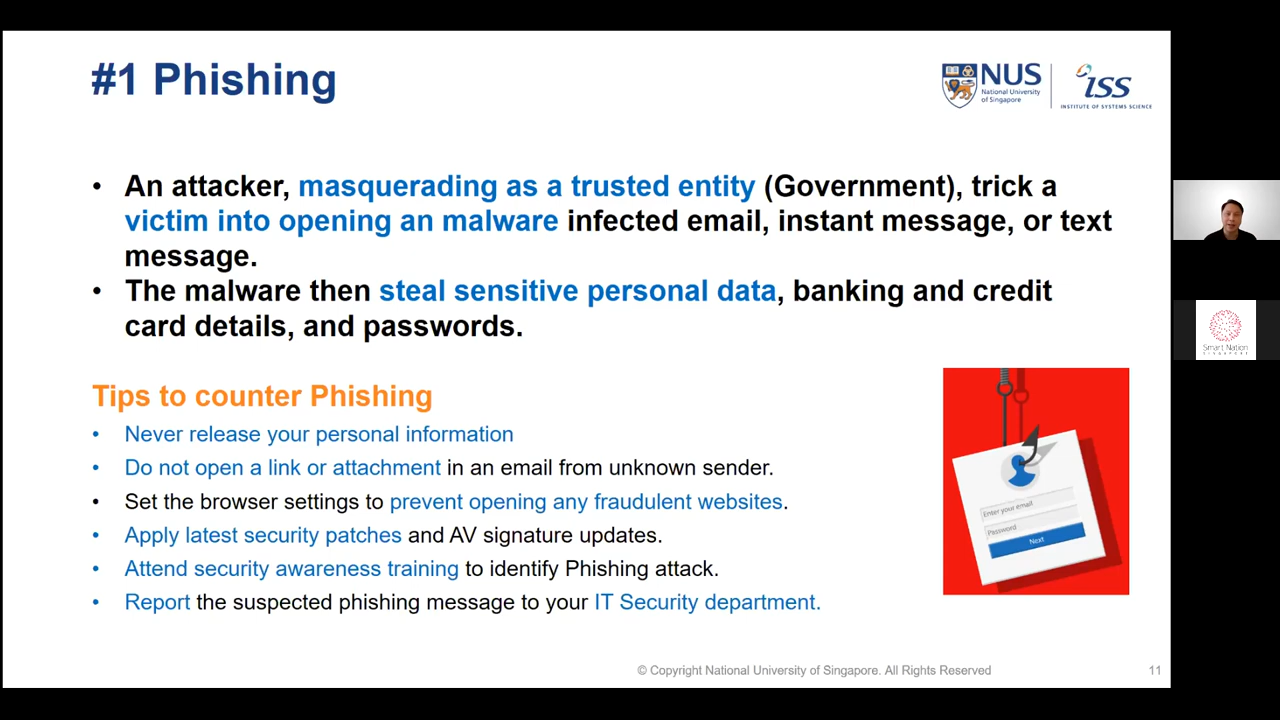 #1 Phishing
NUS
National University
of Singapore
iss
INSTITUTE OF SYSTEMS SCIENCE
• An attacker, masquerading as a trusted entity (Government), trick a
victim into opening an malware infected email, instant message, or text
message.
• The malware then steal sensitive personal data, banking and credit
card details, and passwords.
Tips to counter Phishing
• Never release your personal information
• Do not open a link or attachment in an email from unknown sender.
• Set the browser settings to prevent opening any fraudulent websites.
• Apply latest security patches and AV signature updates.
• Attend security awareness training to identify Phishing attack.
• Report the suspected phishing message to your IT Security department.
Enter your email
Password
Next
Smart Nation
SINGAPORE
© Copyright National University of Singapore. All Rights Reserved
11